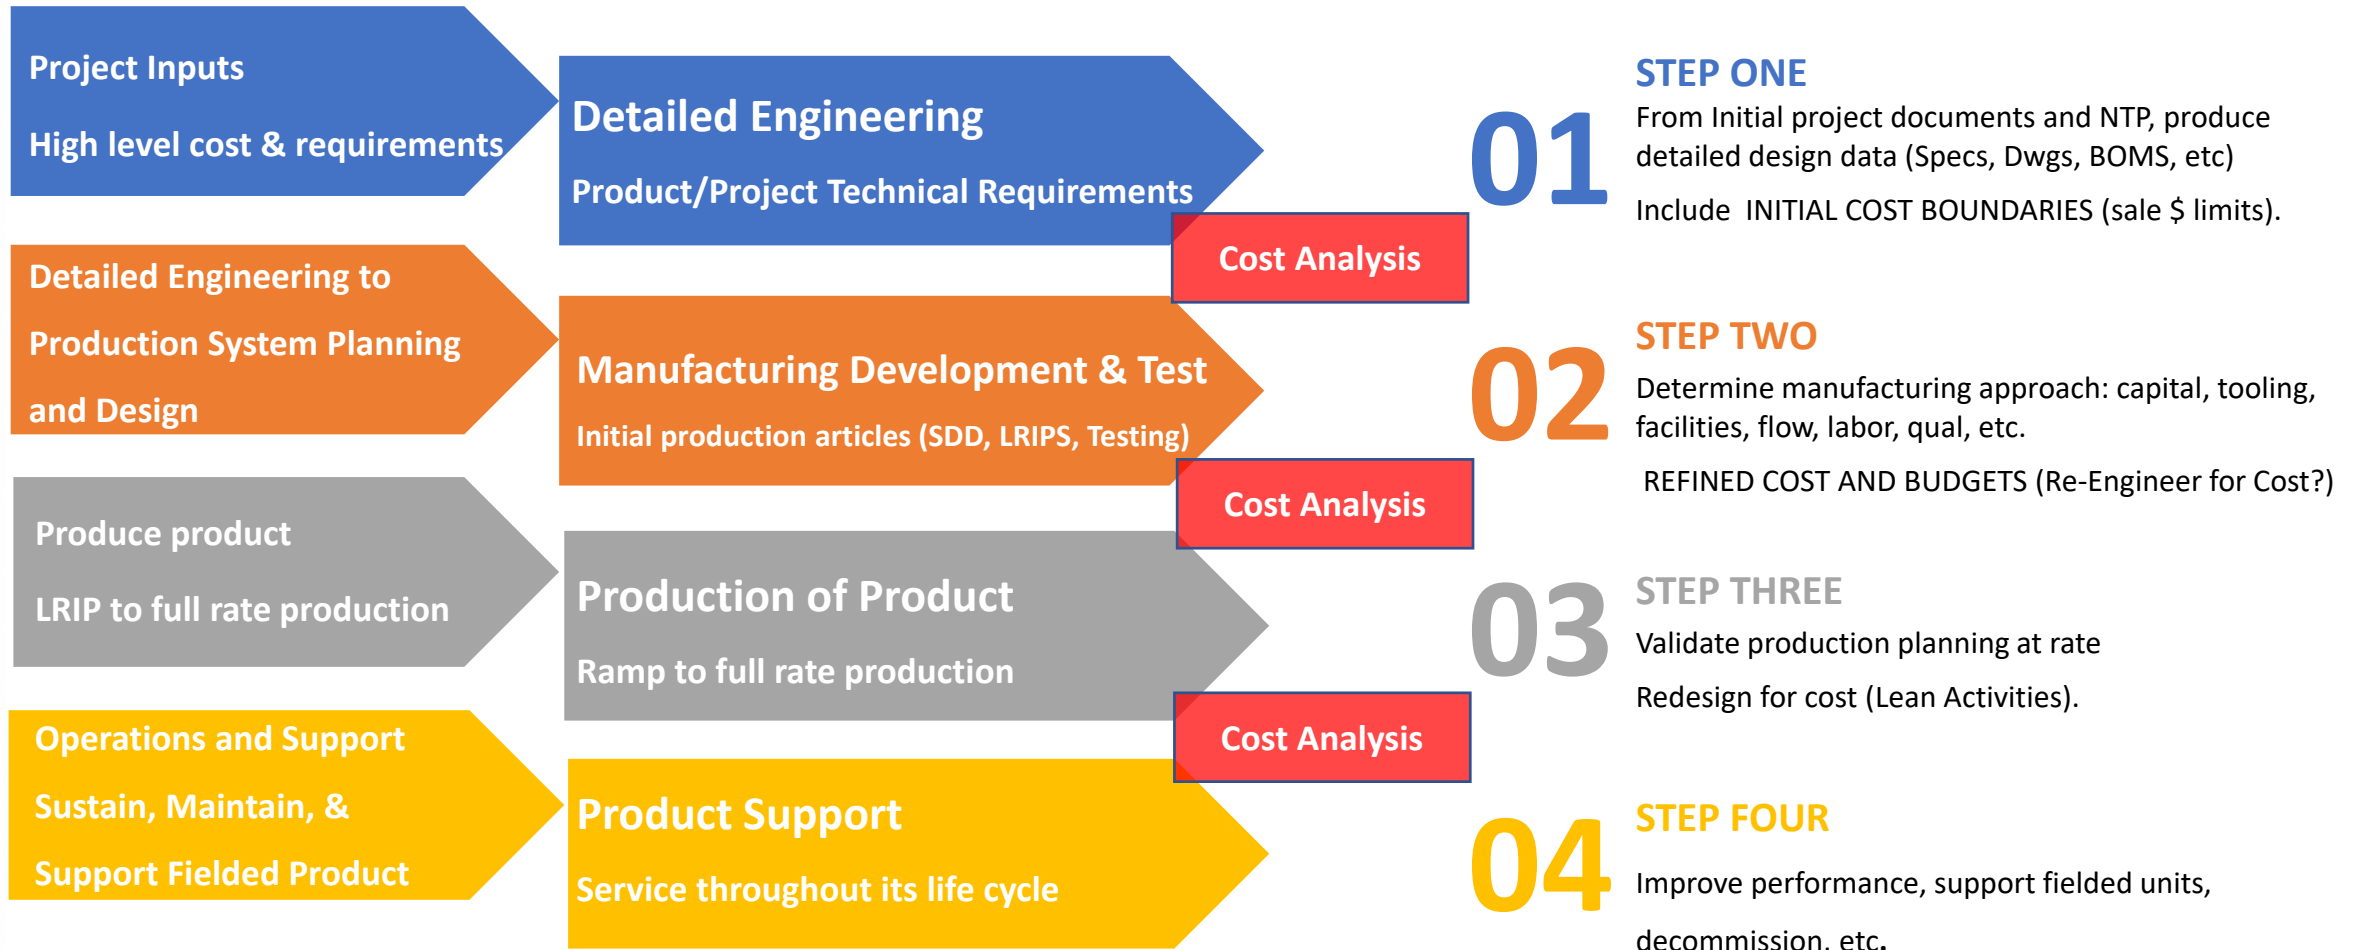 Project Inputs
High level cost & requirements
Detailed Engineering
Product/Project Technical Requirements
Cost Analysis
01
STEP ONE
From Initial project documents and NTP, produce
detailed design data (Specs, Dwgs, BOMS, etc)
Include INITIAL COST BOUNDARIES (sale $ limits).
Detailed Engineering to
Production System Planning
and Design
Manufacturing Development & Test
Initial production articles (SDD, LRIPS, Testing)
Cost Analysis
02
STEP TWO
Determine manufacturing approach: capital, tooling,
facilities, flow, labor, qual, etc.
REFINED COST AND BUDGETS (Re-Engineer for Cost?)
Produce product
LRIP to full rate production
Production of Product
Ramp to full rate production
Cost Analysis
03
STEP THREE
Validate production planning at rate
Redesign for cost (Lean Activities).
Operations and Support
Sustain, Maintain, &
Support Fielded Product
Product Support
Service throughout its life cycle
04
STEP FOUR
Improve performance, support fielded units,
decommission, etc.